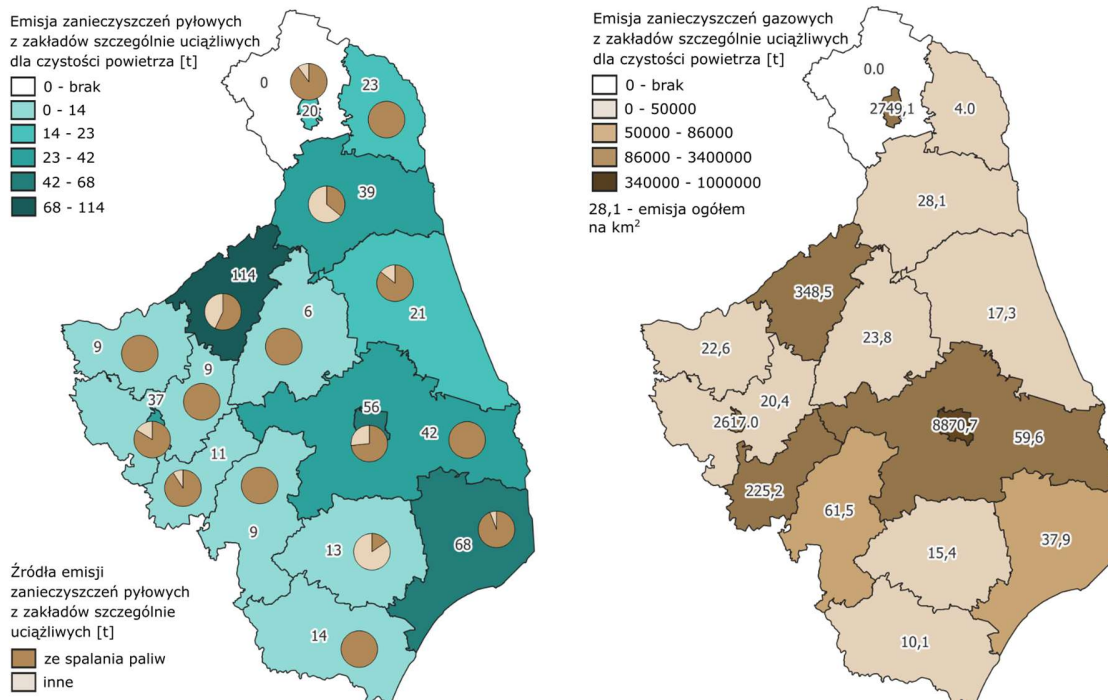 Emisja zanieczyszczeń pyłowych
z zakładów szczególnie uciążliwych
dla czystości powietrza [t]
0 - brak
0 - 14
14 - 23
23 - 42
42 - 68
68 - 114
0
20
23
39
114
6
21
9
9
37
56
42
11
9
13
68
14
Źródła emisji
zanieczyszczeń pyłowych
z zakładów szczególnie
uciążliwych [t]
ze spalania paliw
inne
Emisja zanieczyszczeń gazowych
z zakładów szczególnie uciążliwych
dla czystości powietrza [t]
0 - brak
0 - 50000
50000 - 86000
86000 - 3400000
340000 - 1000000
28,1 - emisja ogółem
na km²
0.0
2749,1
4.0
28,1
348,5
17,3
23,8
22,6
20,4
2617.0
8870,7
59,6
225,2
61,5
15,4
37,9
10,1